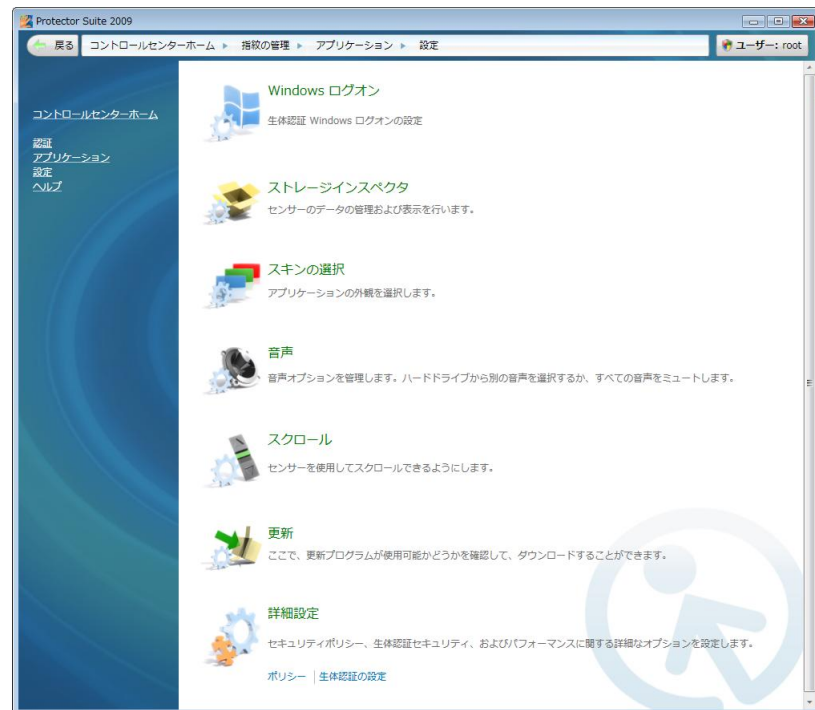 Protector Suite 2009
戻る コントロールセンターホーム ▶ 指紋の管理 ▶ アプリケーション ▶ 設定 ユーザー: root
コントロールセンターホーム
認証
アプリケーション
設定
ヘルプ
Windows ログオン
生体認証 Windows ログオンの設定
ストレージインスペクタ
センサーのデータの管理および表示を行います。
スキンの選択
アプリケーションの外観を選択します。
音声
音声オプションを管理します。ハードドライブから別の音声を選択するか、すべての音声をミュートします。
スクロール
センサーを使用してスクロールできるようにします。
更新
ここで、更新プログラムが使用可能かどうかを確認して、ダウンロードすることができます。
詳細設定
セキュリティポリシー、生体認証セキュリティ、およびパフォーマンスに関する詳細なオプションを設定します。
ポリシー | 生体認証の設定